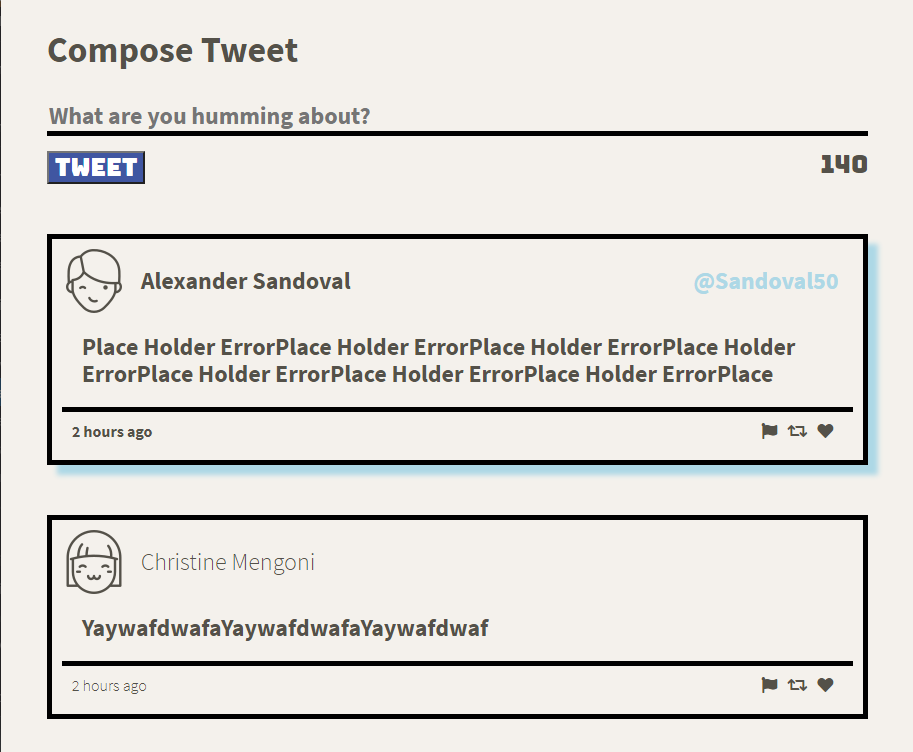 Compose Tweet
What are you humming about?
TWEET
140
Alexander Sandoval
@Sandoval50
Place Holder ErrorPlace Holder ErrorPlace Holder ErrorPlace Holder
ErrorPlace Holder ErrorPlace Holder ErrorPlace Holder ErrorPlace
2 hours ago
Christine Mengoni
YaywafdwafaYaywafdwafaYaywafdwaf
2 hours ago